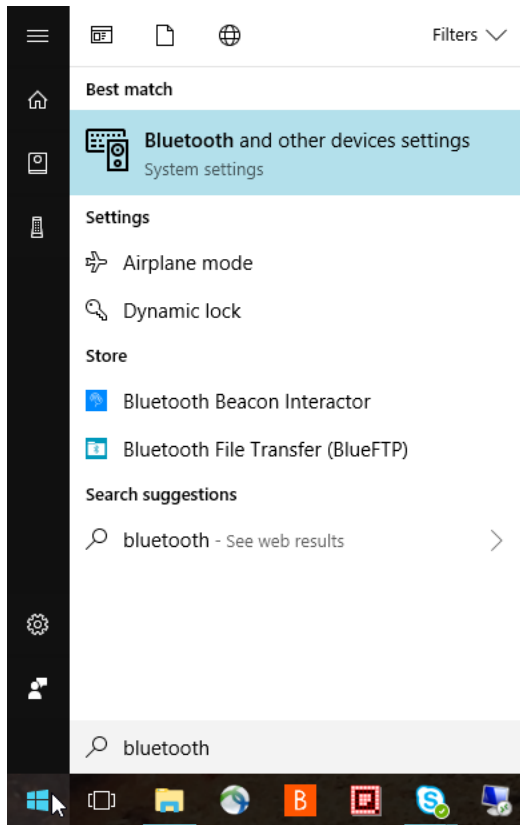 Filters
Best match
Bluetooth and other devices settings
System settings
Settings
Airplane mode
Dynamic lock
Store
Bluetooth Beacon Interactor
Bluetooth File Transfer (BlueFTP)
Search suggestions
bluetooth - See web results
bluetooth
B